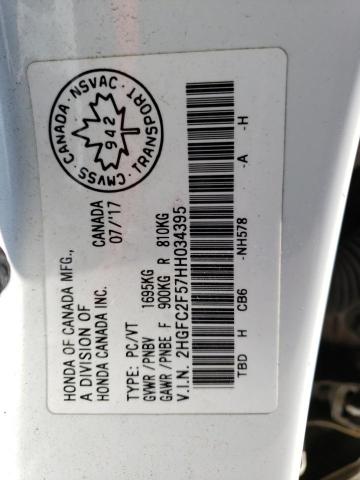 HONDA OF CANADA MFG., CANADA
A DIVISION OF 07/'17
HONDA CANADA INC.
CMVSS · CANADA · NSVAC · TRANSPORT
942
TYPE: PC/VT
GVWR / PNBV 1695KG
GAWR / PNBE F 900KG R 810KG
V.I.N. 2HGFC2F57HH034395
TBD H CB6 -NH578 -A -H